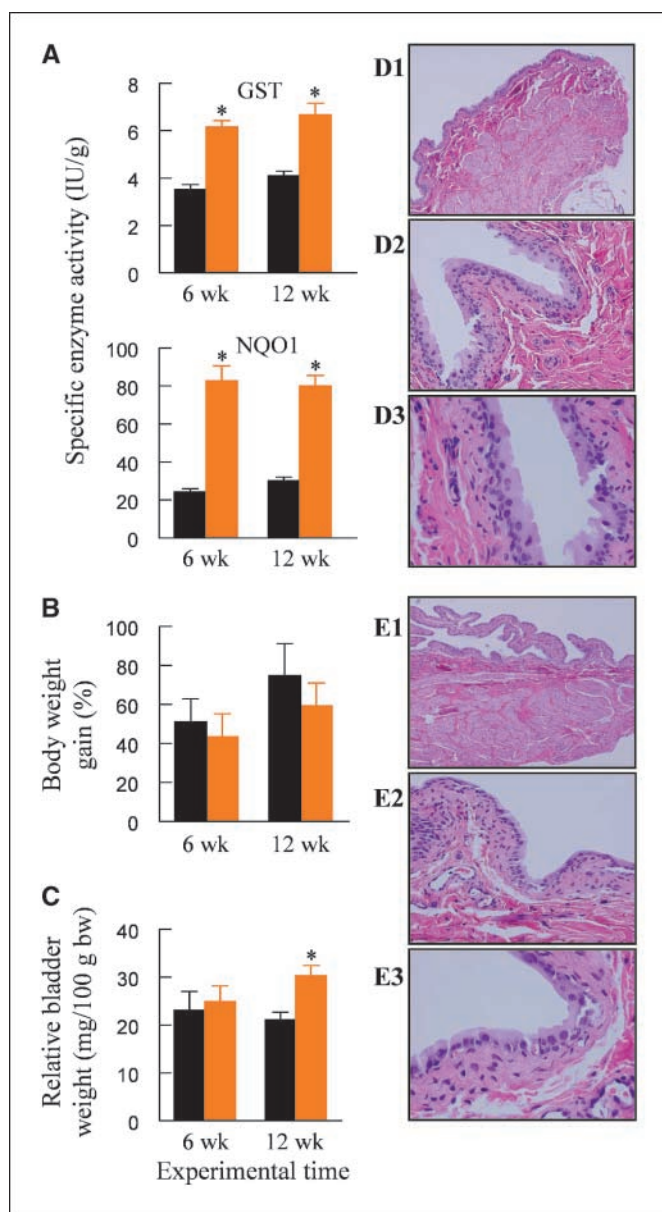 A
GST
8
6
4
2
0
* *
6 wk 12 wk
Specific enzyme activity (IU/g)
NQO1
100
80
60
40
20
0
* *
6 wk 12 wk
B
100
80
60
40
20
0
Body weight
gain (%)
6 wk 12 wk
C
40
30
20
10
0
*
Relative bladder
weight (mg/100 g bw)
6 wk 12 wk
Experimental time
D1
D2
D3
E1
E2
E3